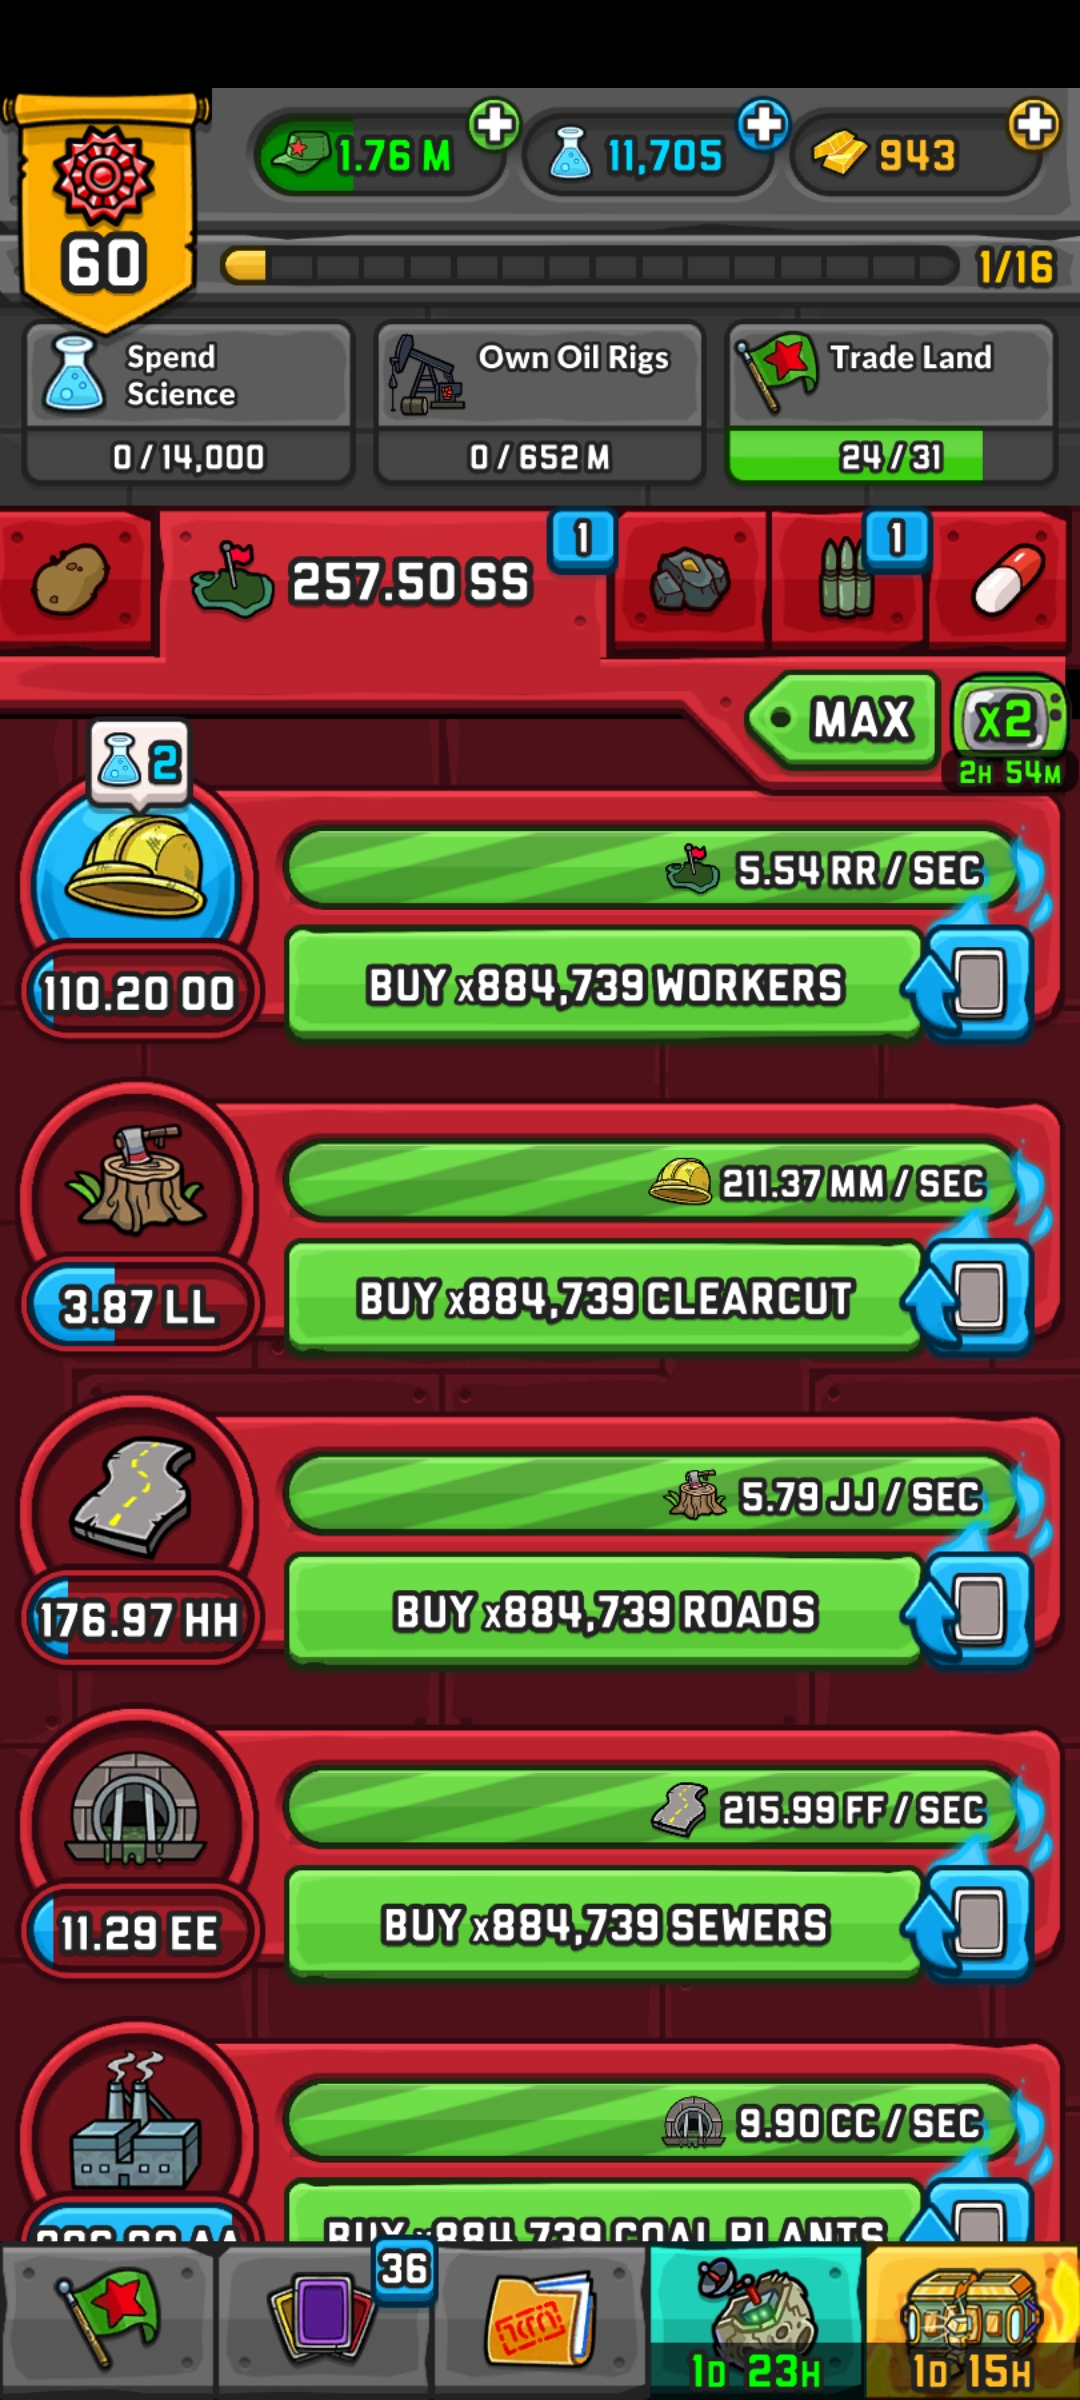 60
1.76 M
11,705
943
1/16
Spend
Science
0/14,000
Own Oil Rigs
0/652 M
Trade Land
24/31
257.50 SS
1
1
MAX
x2
2H 54M
2
5.54 RR / SEC
110.20 OO
BUY x884,739 WORKERS
211.37 MM / SEC
3.87 LL
BUY x884,739 CLEARCUT
5.79 JJ / SEC
176.97 HH
BUY x884,739 ROADS
215.99 FF / SEC
11.29 EE
BUY x884,739 SEWERS
9.90 CC / SEC
BUY x884,739 COAL PLANTS
36
1D 23H
1D 15H